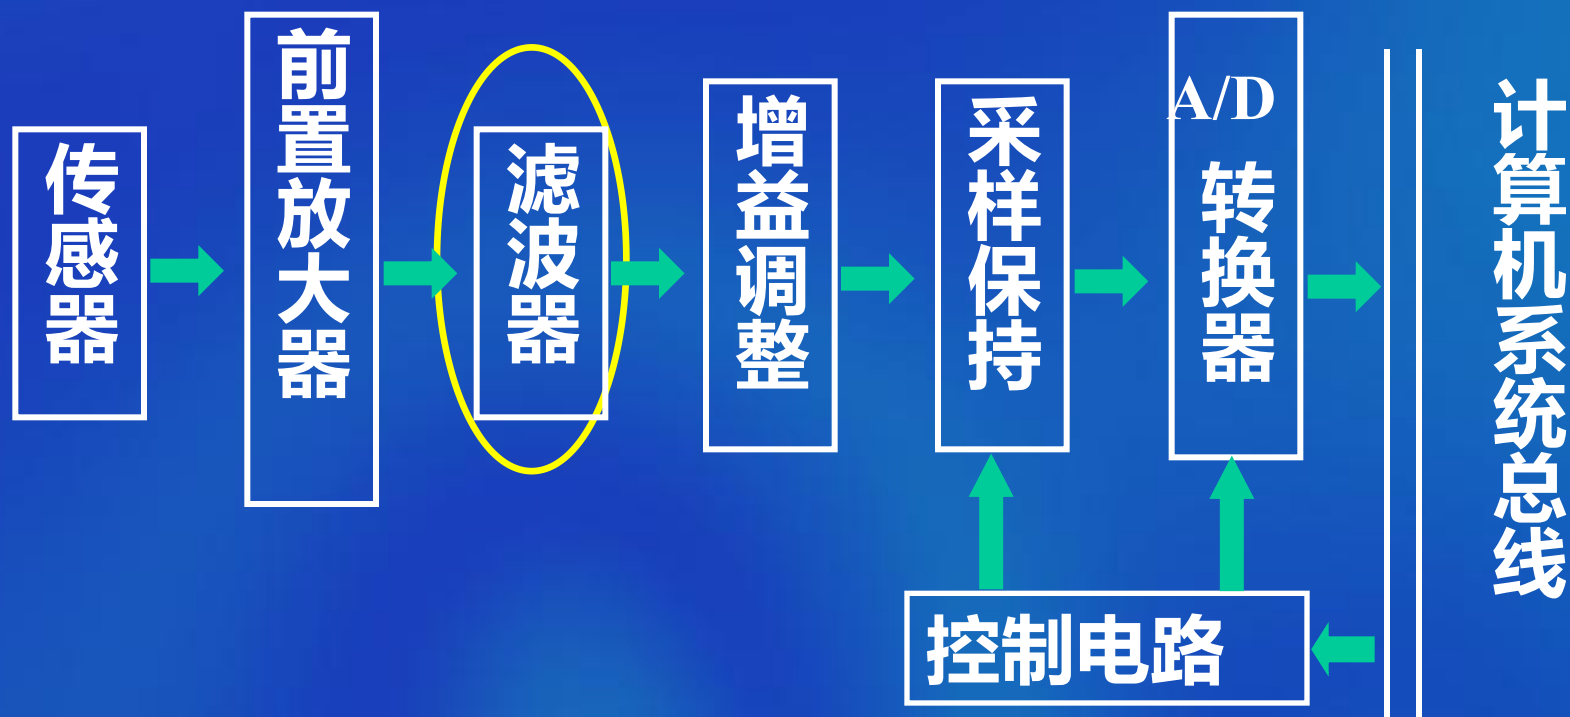 传感器
前置放大器
滤波器
增益调整
采样保持
A/D
转换器
计算机系统总线
控制电路